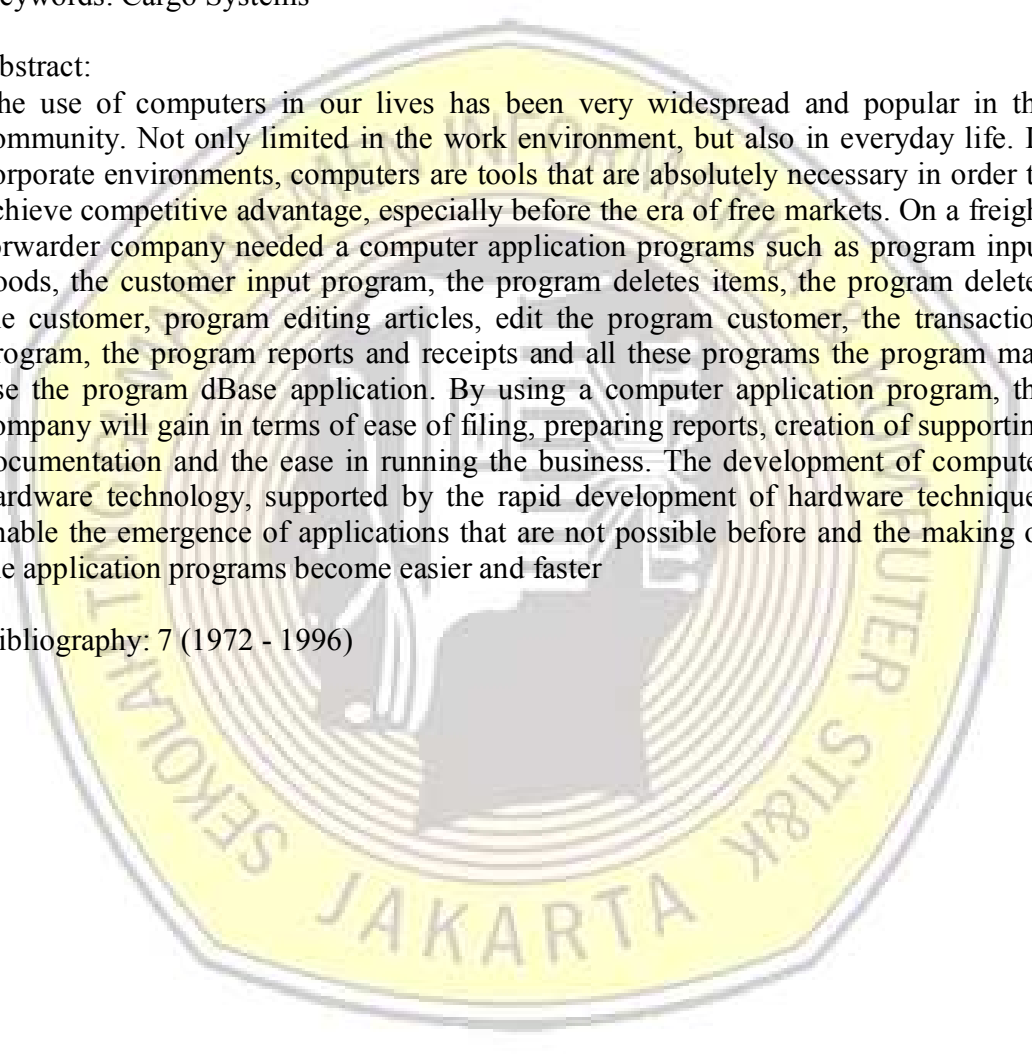 eywords: Cargo Systems
bstract:
he use of computers in our lives has been very widespread and popular in th
ommunity. Not only limited in the work environment, but also in everyday life. I
orporate environments, computers are tools that are absolutely necessary in order t
chieve competitive advantage, especially before the era of free markets. On a freigh
orwarder company needed a computer application programs such as program inpu
oods, the customer input program, the program deletes items, the program delete
he customer, program editing articles, edit the program customer, the transactio
rogram, the program reports and receipts and all these programs the program ma
se the program dBase application. By using a computer application program, th
ompany will gain in terms of ease of filing, preparing reports, creation of supportin
ocumentation and the ease in running the business. The development of compute
ardware technology, supported by the rapid development of hardware technique
nable the emergence of applications that are not possible before and the making o
he application programs become easier and faster
ibliography: 7 (1972 - 1996)
SEKOLAH TINGGI MANAJEMEN INFORMATIKA KOMPUTER STI&K
JAKARTA